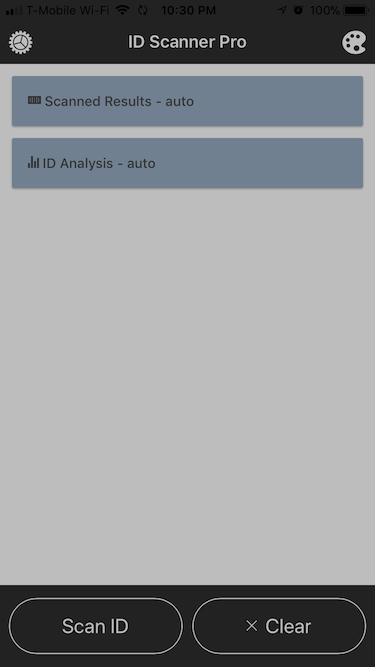 T-Mobile Wi-Fi 10:30 PM 100%
ID Scanner Pro
Scanned Results - auto
ID Analysis - auto
Scan ID
Clear